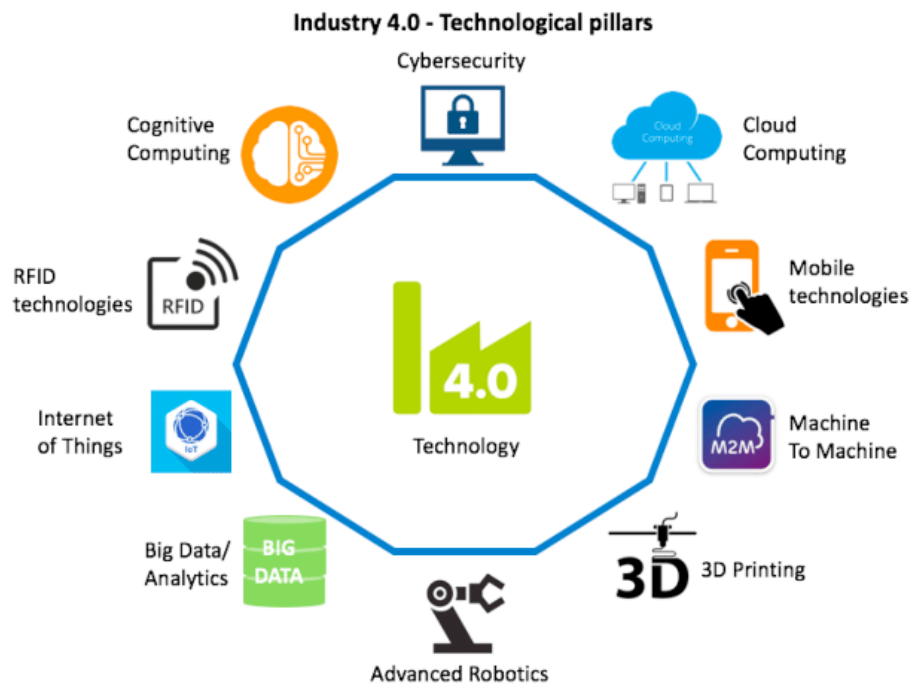 Industry 4.0 - Technological pillars
Cybersecurity
Cognitive
Computing
Cloud
Computing
Cloud
Computing
RFID
technologies
RFID
Mobile
technologies
4.0
Technology
Internet
of Things
IoT
M2M
Machine
To Machine
Big Data/
Analytics
BIG
DATA
3D
3D Printing
Advanced Robotics